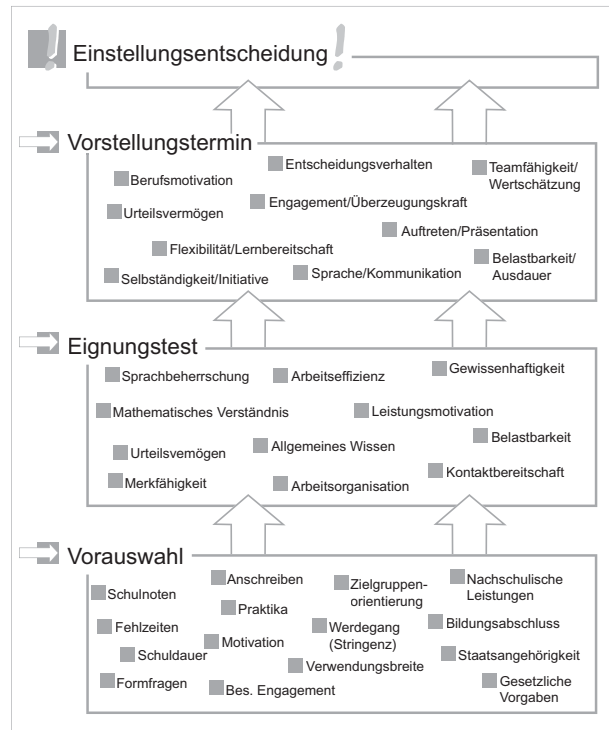 Einstellungsentscheidung
Vorstellungstermin
Entscheidungsverhalten
Teamfähigkeit/
Wertschätzung
Berufsmotivation
Engagement/Überzeugungskraft
Urteilsvermögen
Auftreten/Präsentation
Flexibilität/Lernbereitschaft
Belastbarkeit/
Ausdauer
Sprache/Kommunikation
Selbständigkeit/Initiative
Eignungstest
Gewissenhaftigkeit
Sprachbeherrschung
Arbeitseffizienz
Mathematisches Verständnis
Leistungsmotivation
Belastbarkeit
Allgemeines Wissen
Urteilsvemögen
Kontaktbereitschaft
Merkfähigkeit
Arbeitsorganisation
Vorauswahl
Anschreiben
Zielgruppen-
orientierung
Nachschulische
Leistungen
Schulnoten
Praktika
Bildungsabschluss
Fehlzeiten
Werdegang
(Stringenz)
Motivation
Schuldauer
Staatsangehörigkeit
Verwendungsbreite
Formfragen
Bes. Engagement
Gesetzliche
Vorgaben